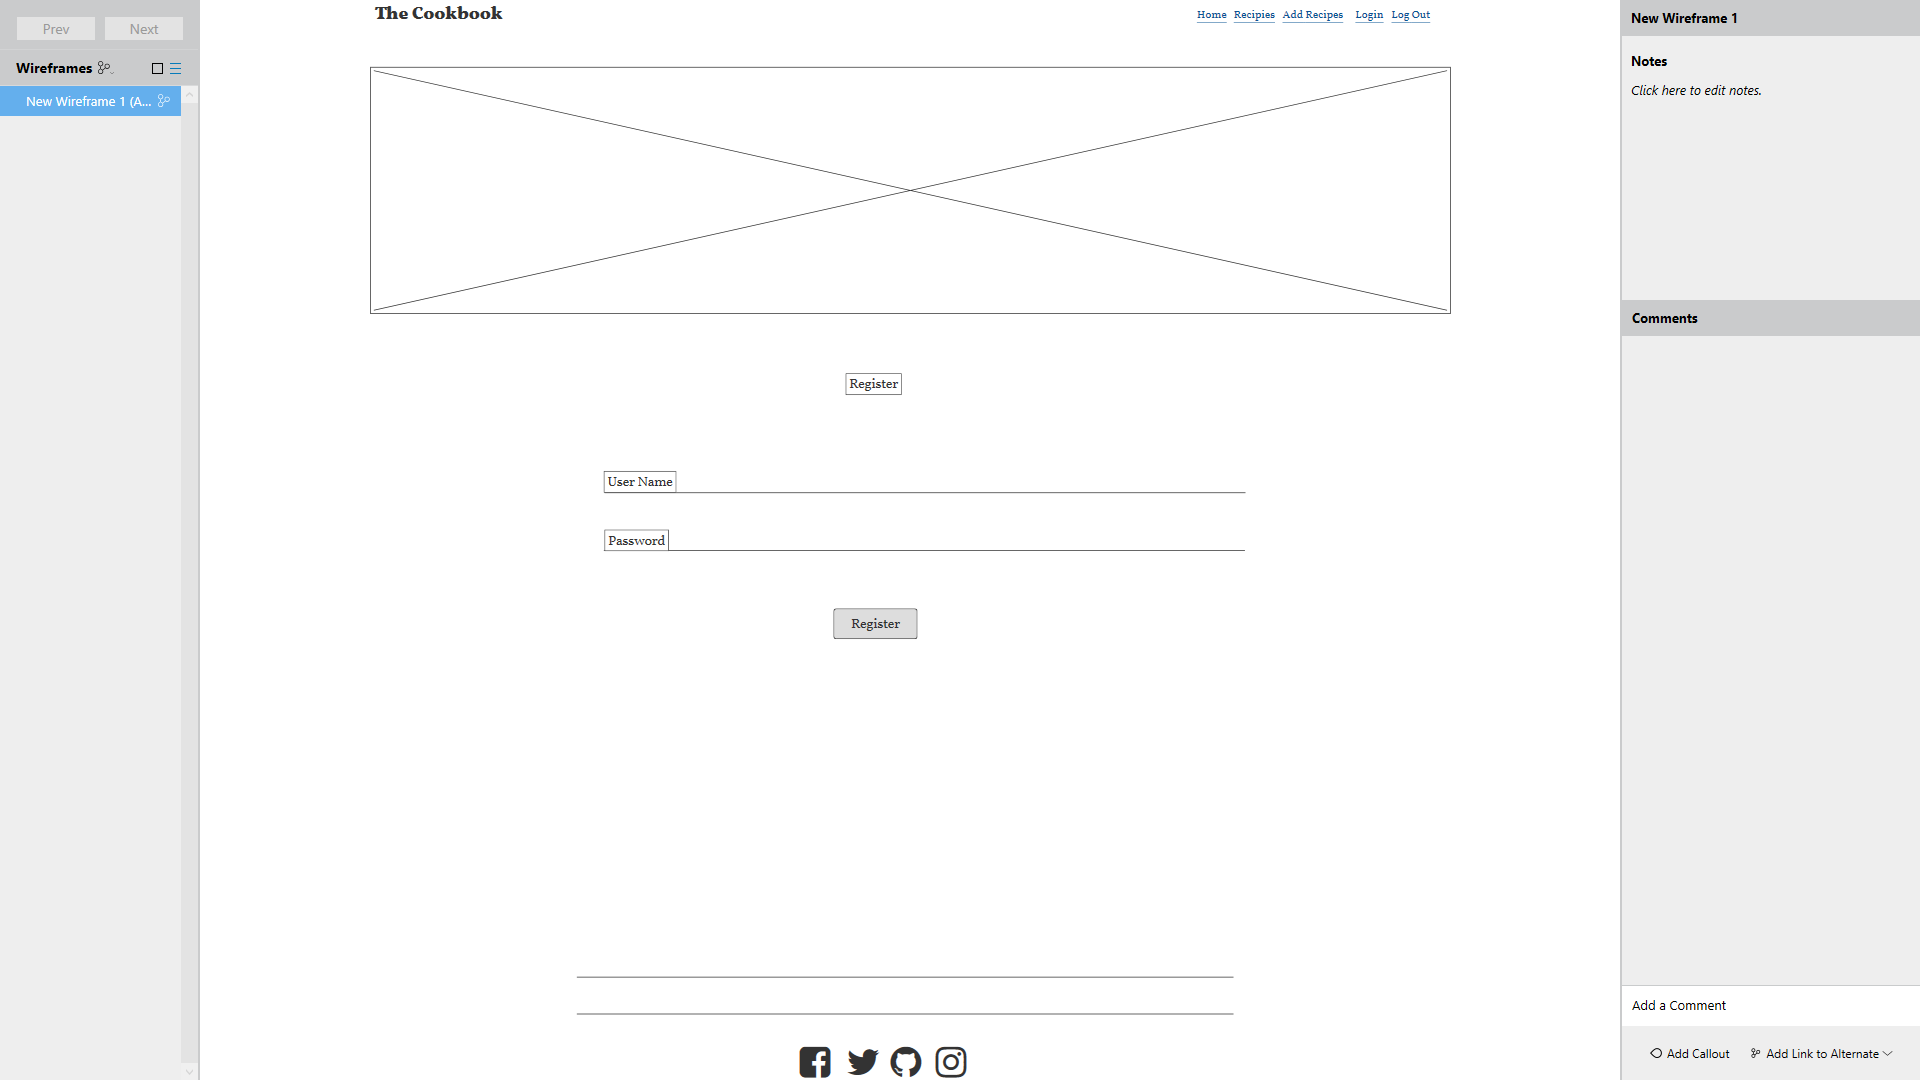 Prev Next
Wireframes
New Wireframe 1 (A...
The Cookbook
Home Recipies Add Recipes Login Log Out
Register
User Name
Password
Register
New Wireframe 1
Notes
Click here to edit notes.
Comments
Add a Comment
Add Callout Add Link to Alternate